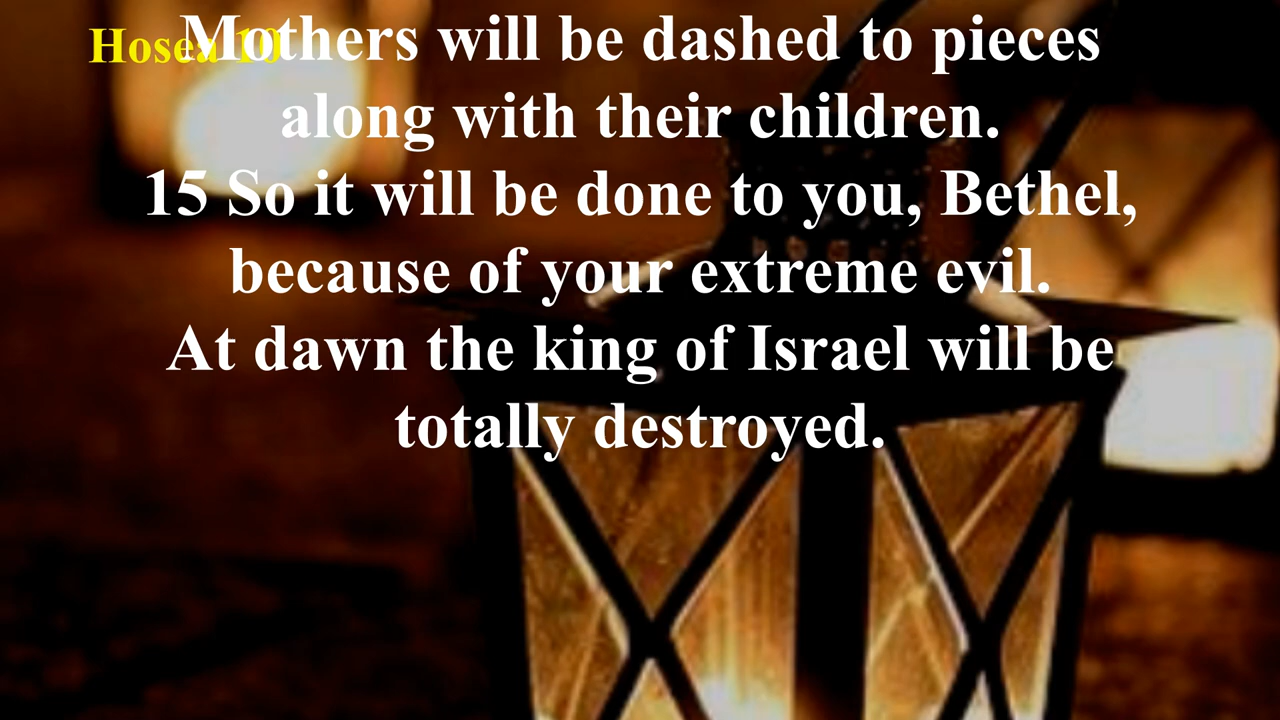 Hosea 10
Mothers will be dashed to pieces
along with their children.
15 So it will be done to you, Bethel,
because of your extreme evil.
At dawn the king of Israel will be
totally destroyed.